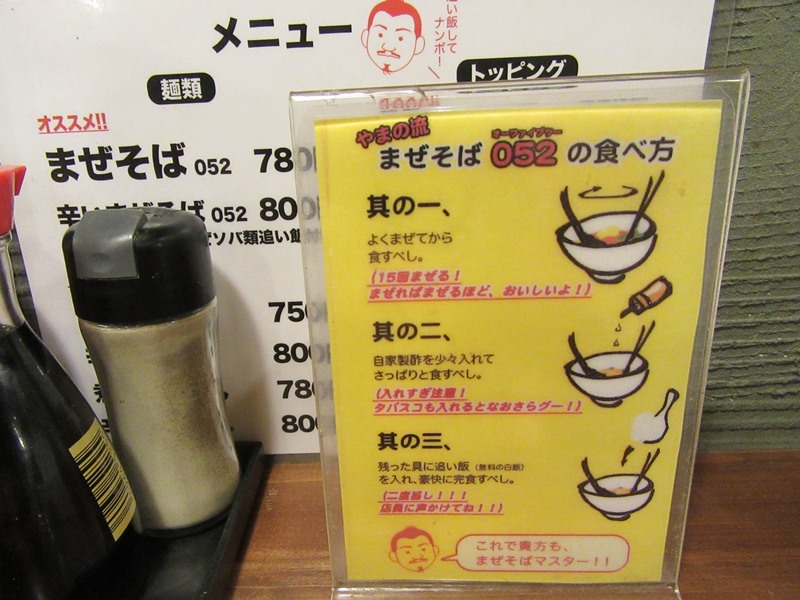 メニュー
追い飯して
ナンボ!
麺類
トッピング
オススメ!!
まぜそば 052 780
辛いまぜそば 052 800
ソバ類追い飯
750
800
780
800
やまの流
オーファイブツー
まぜそば 052 の食べ方
其の一、
よくまぜてから
食すべし。
(15回まぜる!
まぜればまぜるほど、おいしいよ!)
其の二、
自家製酢を少々入れて
さっぱりと食すべし。
(入れすぎ注意!
タバスコも入れるとなおさらグー!)
其の三、
残った具に追い飯(無料の白飯)
を入れ、豪快に完食すべし。
(二度旨し!!!
店員に声かけてね!!)
これで貴方も、
まぜそばマスター!!